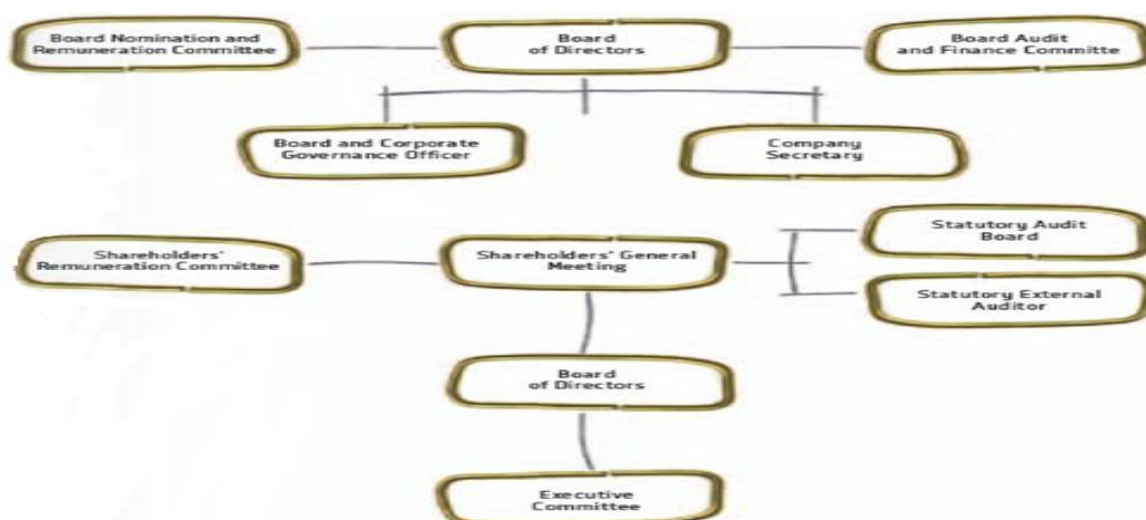 Board Nomination and
Remuneration Committee
Board
of Directors
Board Audit
and Finance Committe
Board and Corporate
Governance Officer
Company
Secretary
Shareholders'
Remuneration Committee
Shareholders' General
Meeting
Statutory Audit
Board
Statutory External
Auditor
Board
of Directors
Executive
Committee